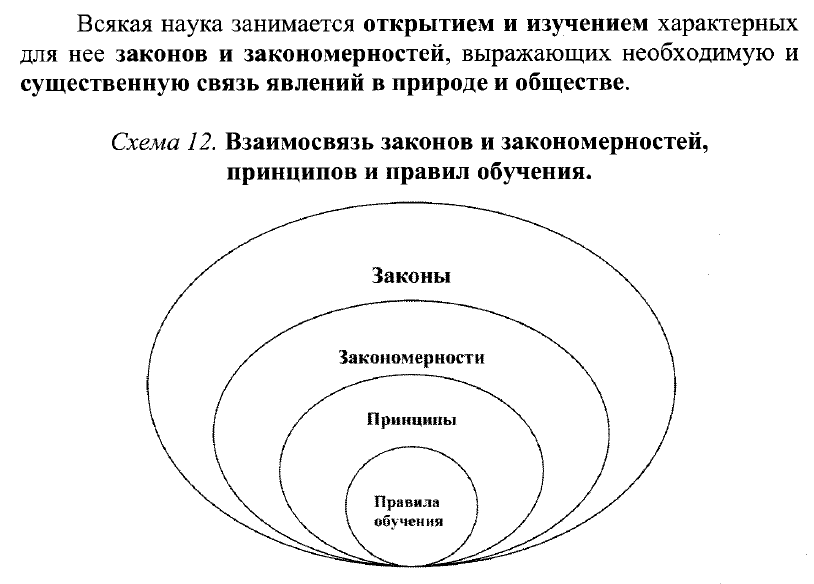 Всякая наука занимается открытием и изучением характерных
для нее законов и закономерностей, выражающих необходимую и
существенную связь явлений в природе и обществе.
Схема 12. Взаимосвязь законов и закономерностей,
принципов и правил обучения.
Законы
Закономерности
Принципы
Правила
обучения